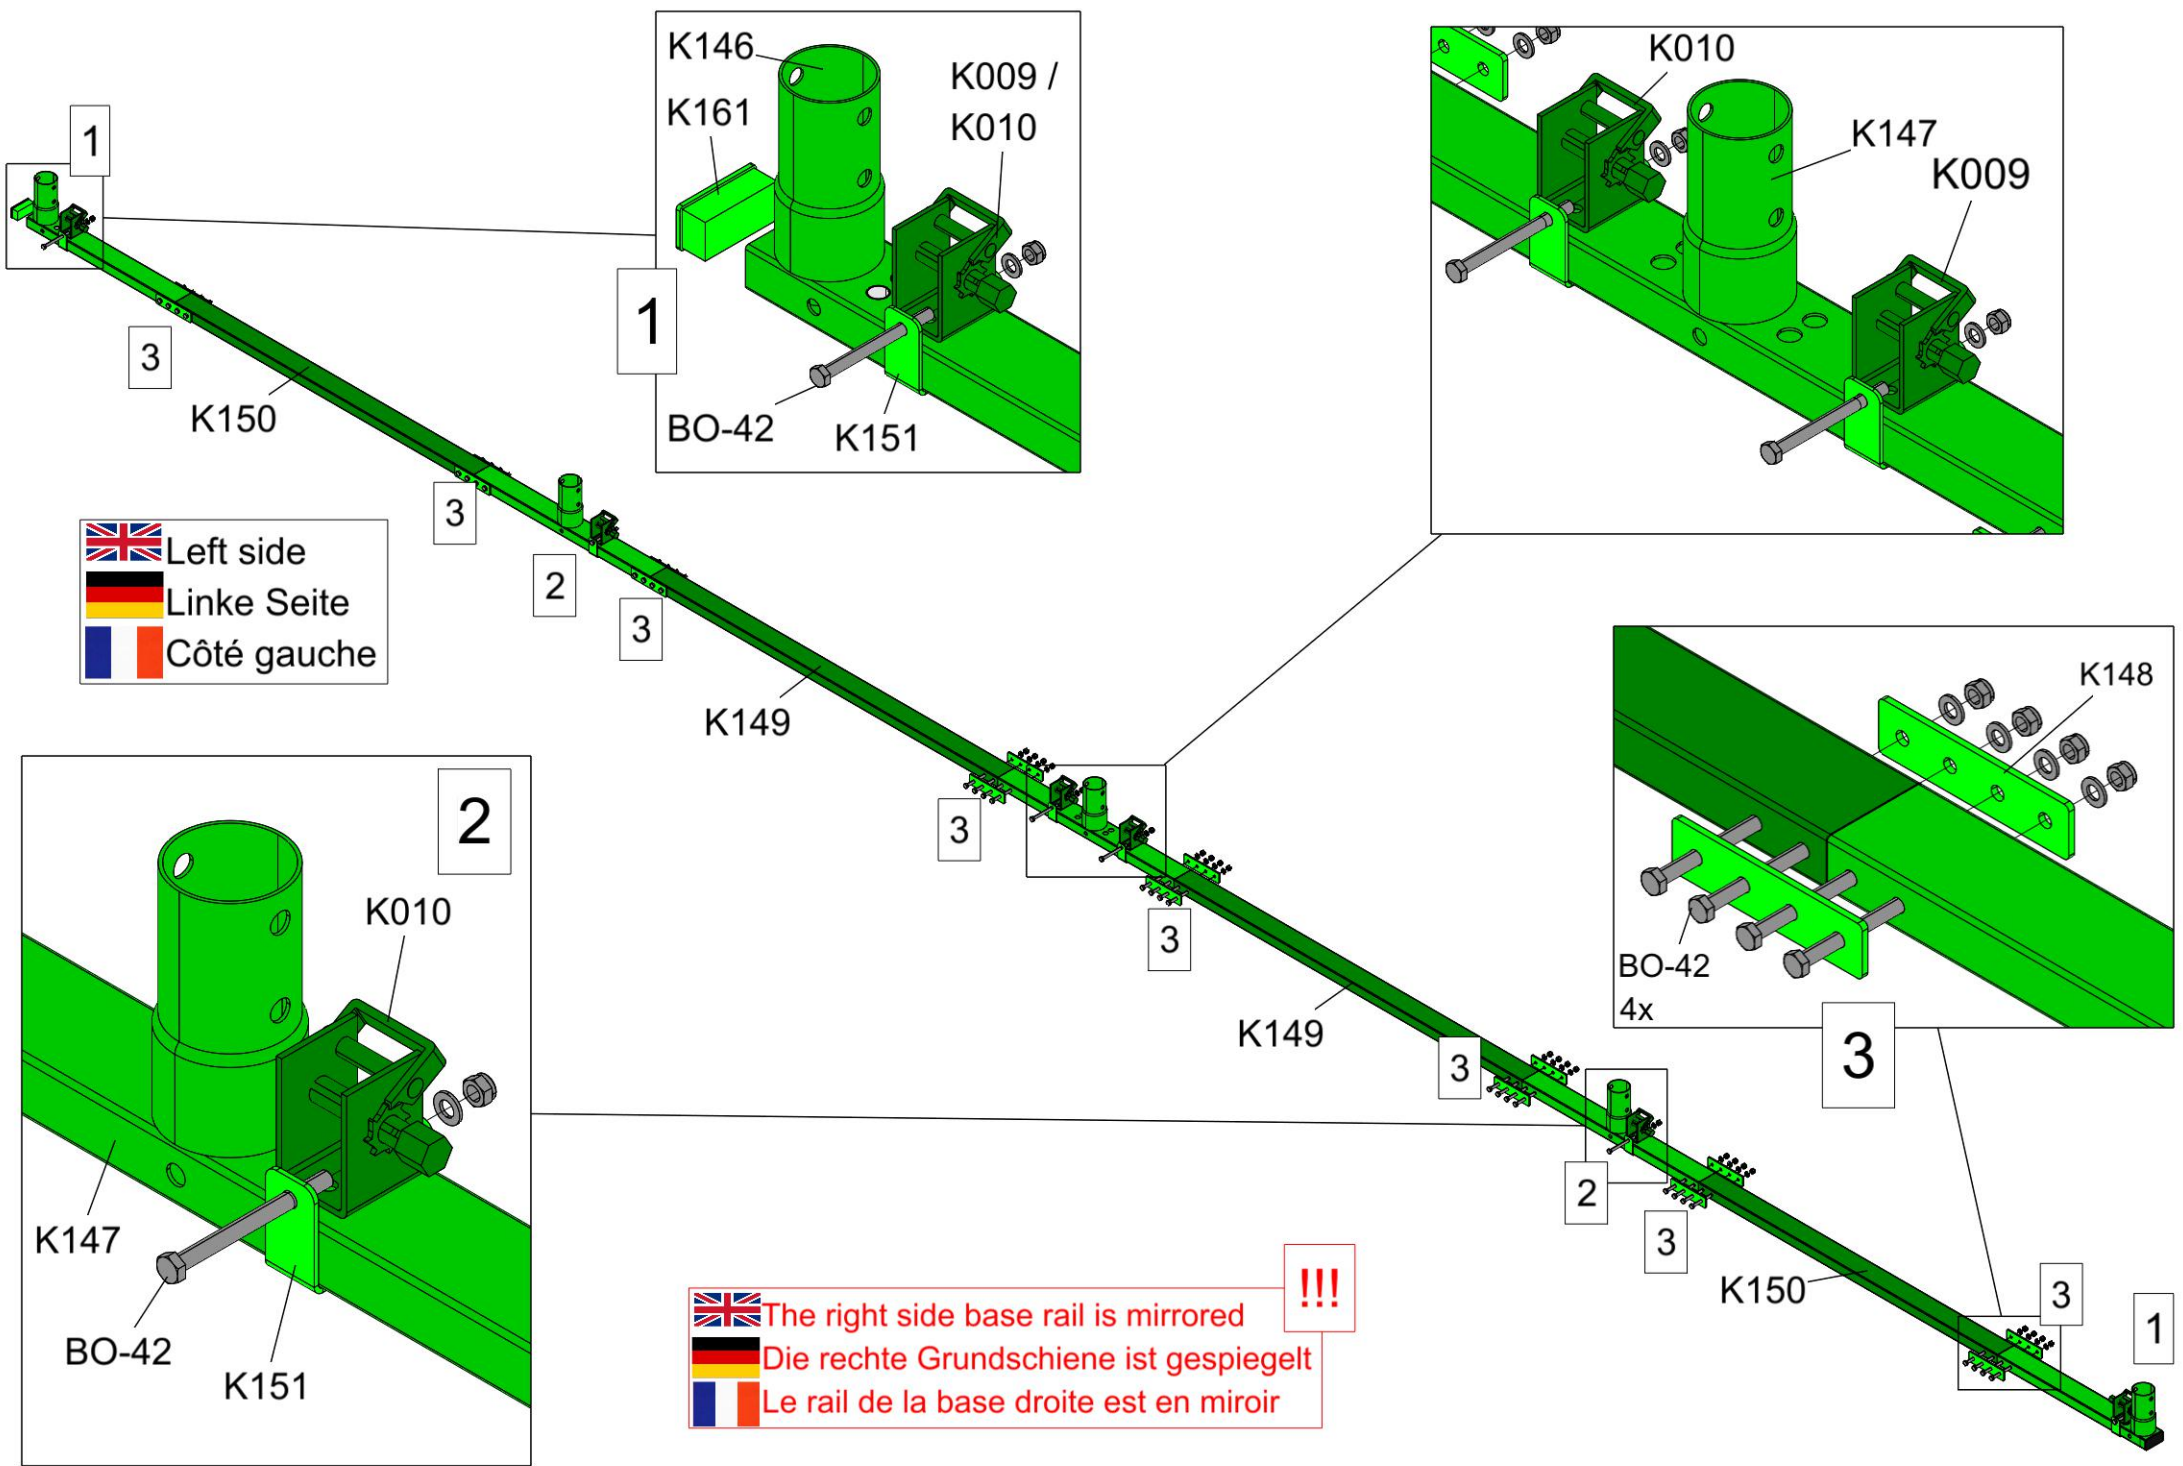 1
3
K150
3
2
3
K149
K146
K161
K009 /
K010
1
BO-42
K151
K010
K147
K009
Left side
Linke Seite
Côté gauche
2
K010
K147
BO-42
K151
3
3
K149
3
2
3
K150
3
1
K148
BO-42
4x
3
!!!
The right side base rail is mirrored
Die rechte Grundschiene ist gespiegelt
Le rail de la base droite est en miroir